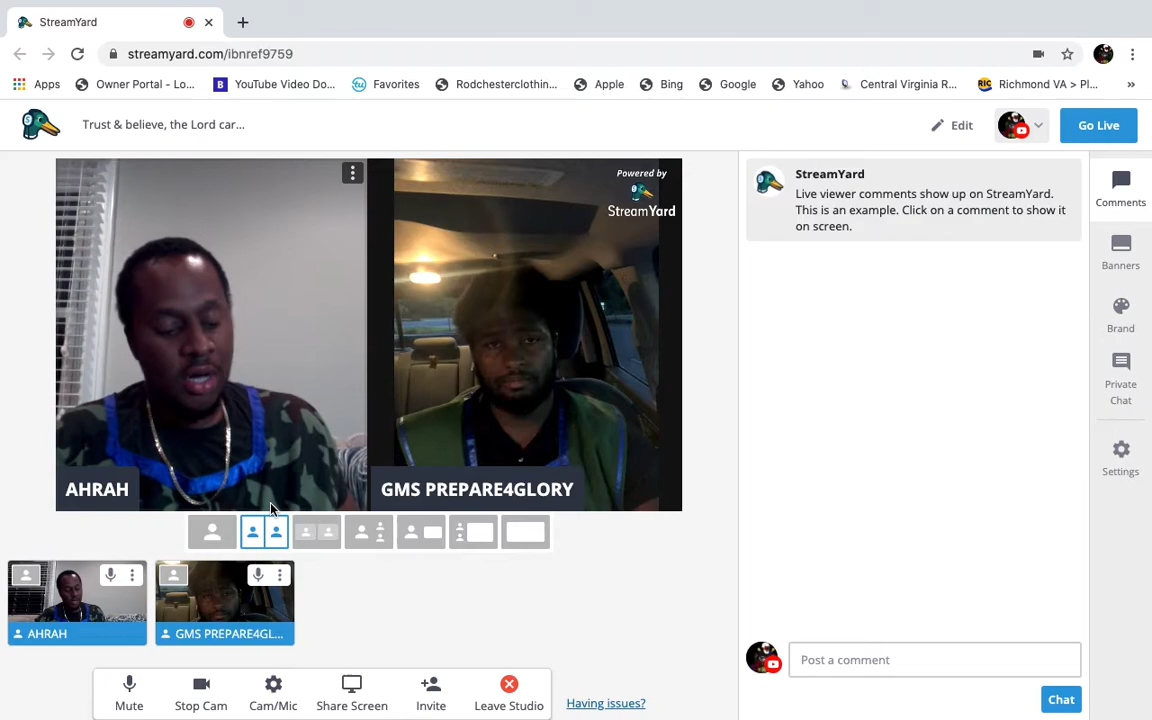 StreamYard
streamyard.com/ibnref9759
Apps
Owner Portal - Lo...
YouTube Video Do...
Favorites
Rodchesterclothin...
Apple
Bing
Google
Yahoo
Central Virginia R...
RIC
Richmond VA > Pl...
»
Trust & believe, the Lord car...
Edit
Go Live
Powered by
StreamYard
AHRAH
GMS PREPARE4GLORY
AHRAH
GMS PREPARE4GL...
Mute
Stop Cam
Cam/Mic
Share Screen
Invite
Leave Studio
Having issues?
StreamYard
Live viewer comments show up on StreamYard.
This is an example. Click on a comment to show it
on screen.
Post a comment
Chat
Comments
Banners
Brand
Private
Chat
Settings